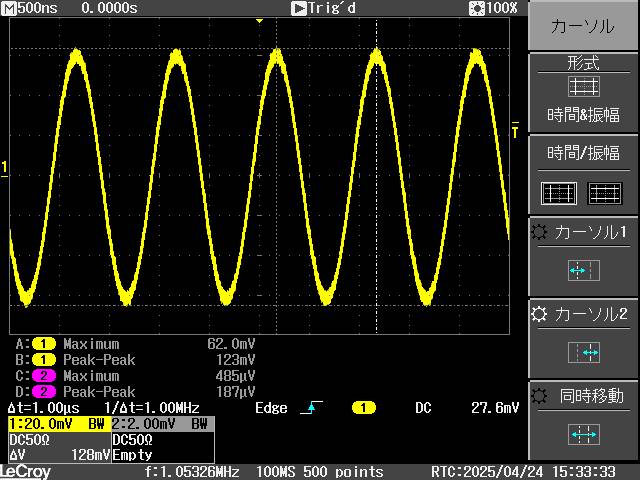 M500ns 0.0000s Trig'd 100%
カーソル
形式
時間&振幅
時間/振幅
カーソル1
カーソル2
同時移動
T
1
A: 1 Maximum 62.0mV
B: 1 Peak-Peak 123mV
C: 2 Maximum 485µV
D: 2 Peak-Peak 187µV
Δt=1.00µs 1/Δt=1.00MHz Edge 1 DC 27.6mV
1:20.0mV BW 2:2.00mV BW
DC50Ω DC50Ω
ΔV 128mV Empty
LeCroy f:1.05326MHz 100MS 500 points RTC:2025/04/24 15:33:33